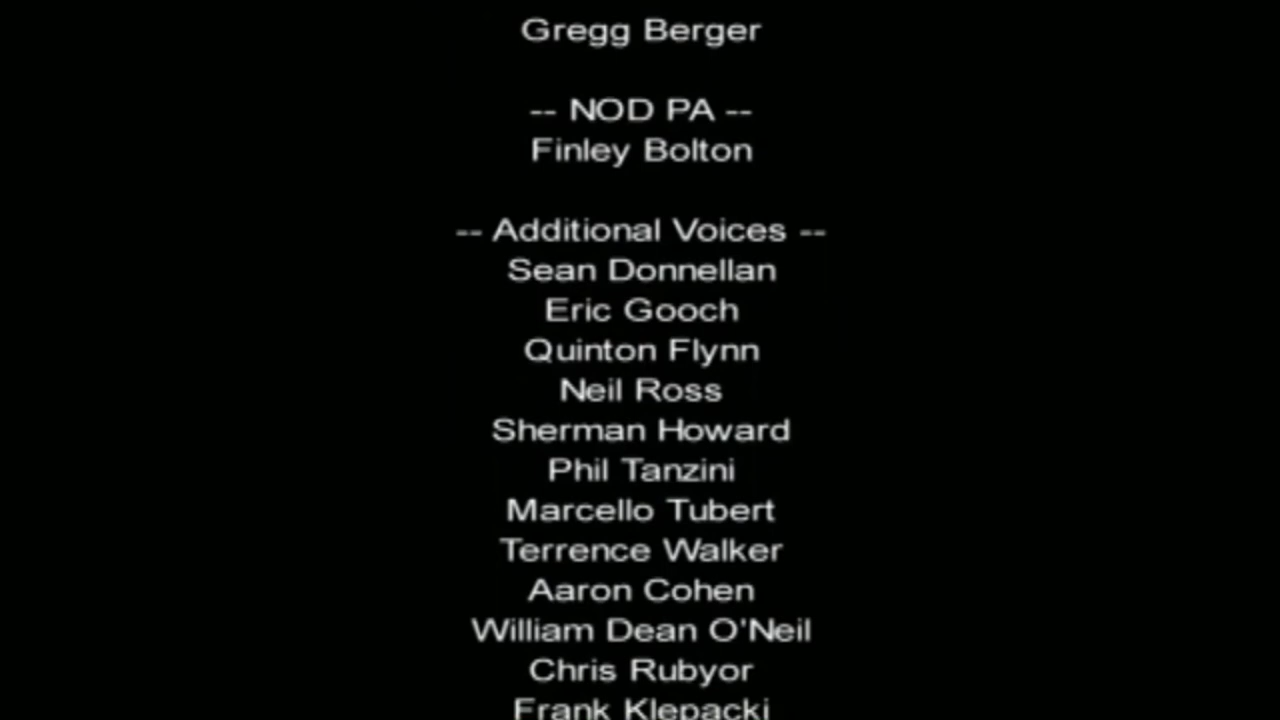 Gregg Berger
-- NOD PA --
Finley Bolton
-- Additional Voices --
Sean Donnellan
Eric Gooch
Quinton Flynn
Neil Ross
Sherman Howard
Phil Tanzini
Marcello Tubert
Terrence Walker
Aaron Cohen
William Dean O'Neil
Chris Rubyor
Frank Klepacki